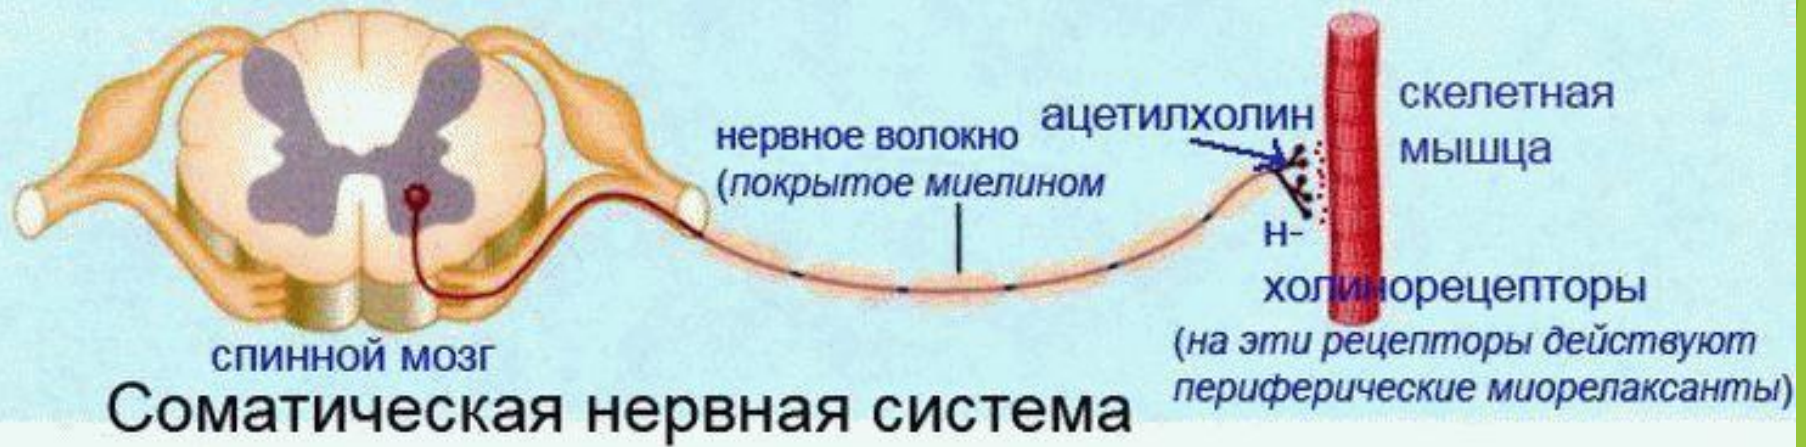 нервное волокно
(покрытое миелином
ацетилхолин
скелетная
мышца
н-
холинорецепторы
(на эти рецепторы действуют
периферические миорелаксанты)
спинной мозг
Соматическая нервная система